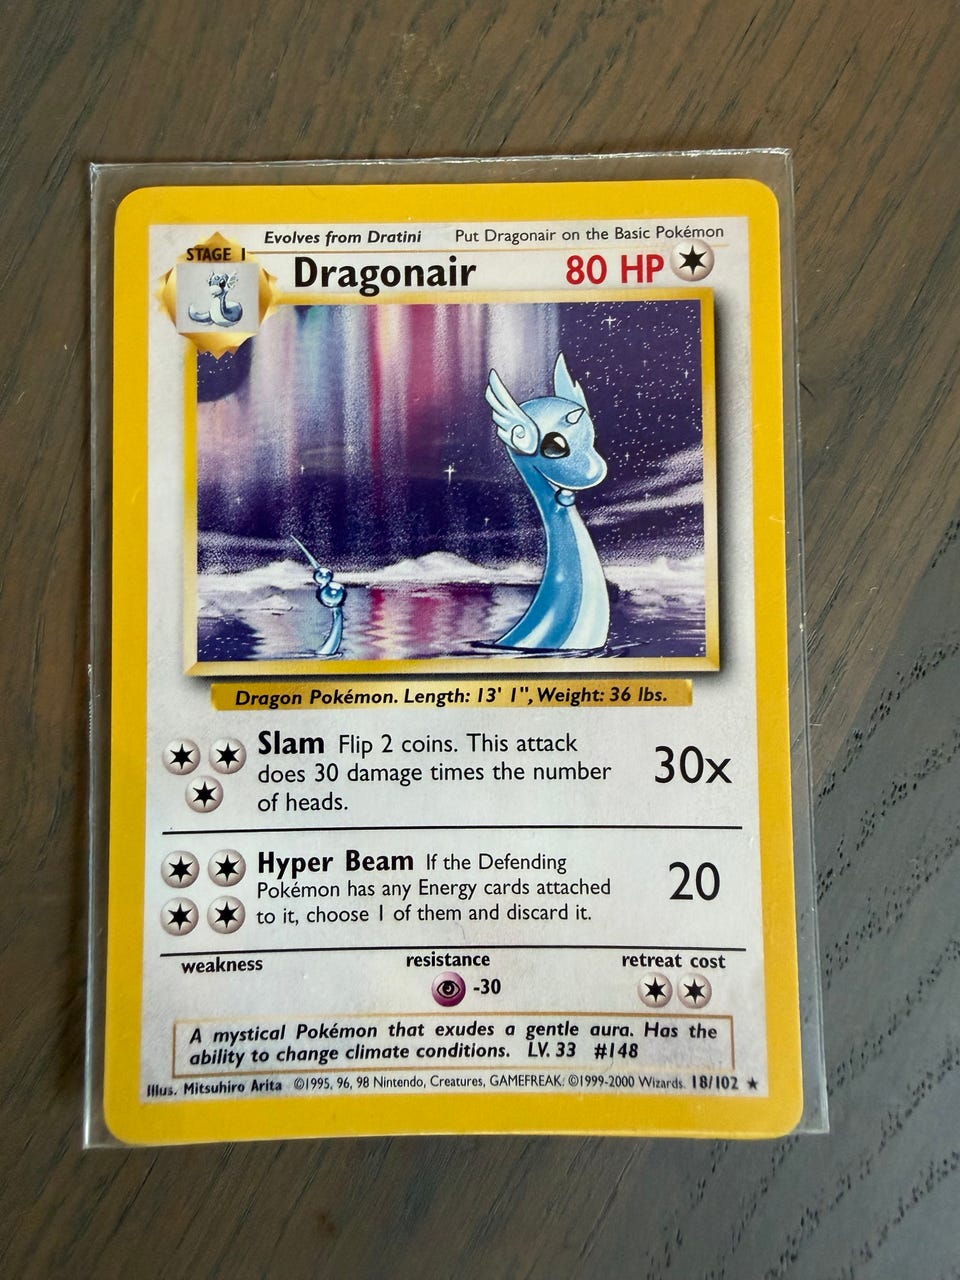 Evolves from Dratini Put Dragonair on the Basic Pokémon
STAGE 1
Dragonair 80 HP
Dragon Pokémon. Length: 13' 1", Weight: 36 lbs.
Slam Flip 2 coins. This attack
does 30 damage times the number
of heads.
30x
Hyper Beam If the Defending
Pokémon has any Energy cards attached
to it, choose 1 of them and discard it.
20
weakness resistance retreat cost
-30
A mystical Pokémon that exudes a gentle aura. Has the
ability to change climate conditions. LV. 33 #148
Illus. Mitsuhiro Arita ©1995, 96, 98 Nintendo, Creatures, GAMEFREAK. ©1999-2000 Wizards. 18/102 ★